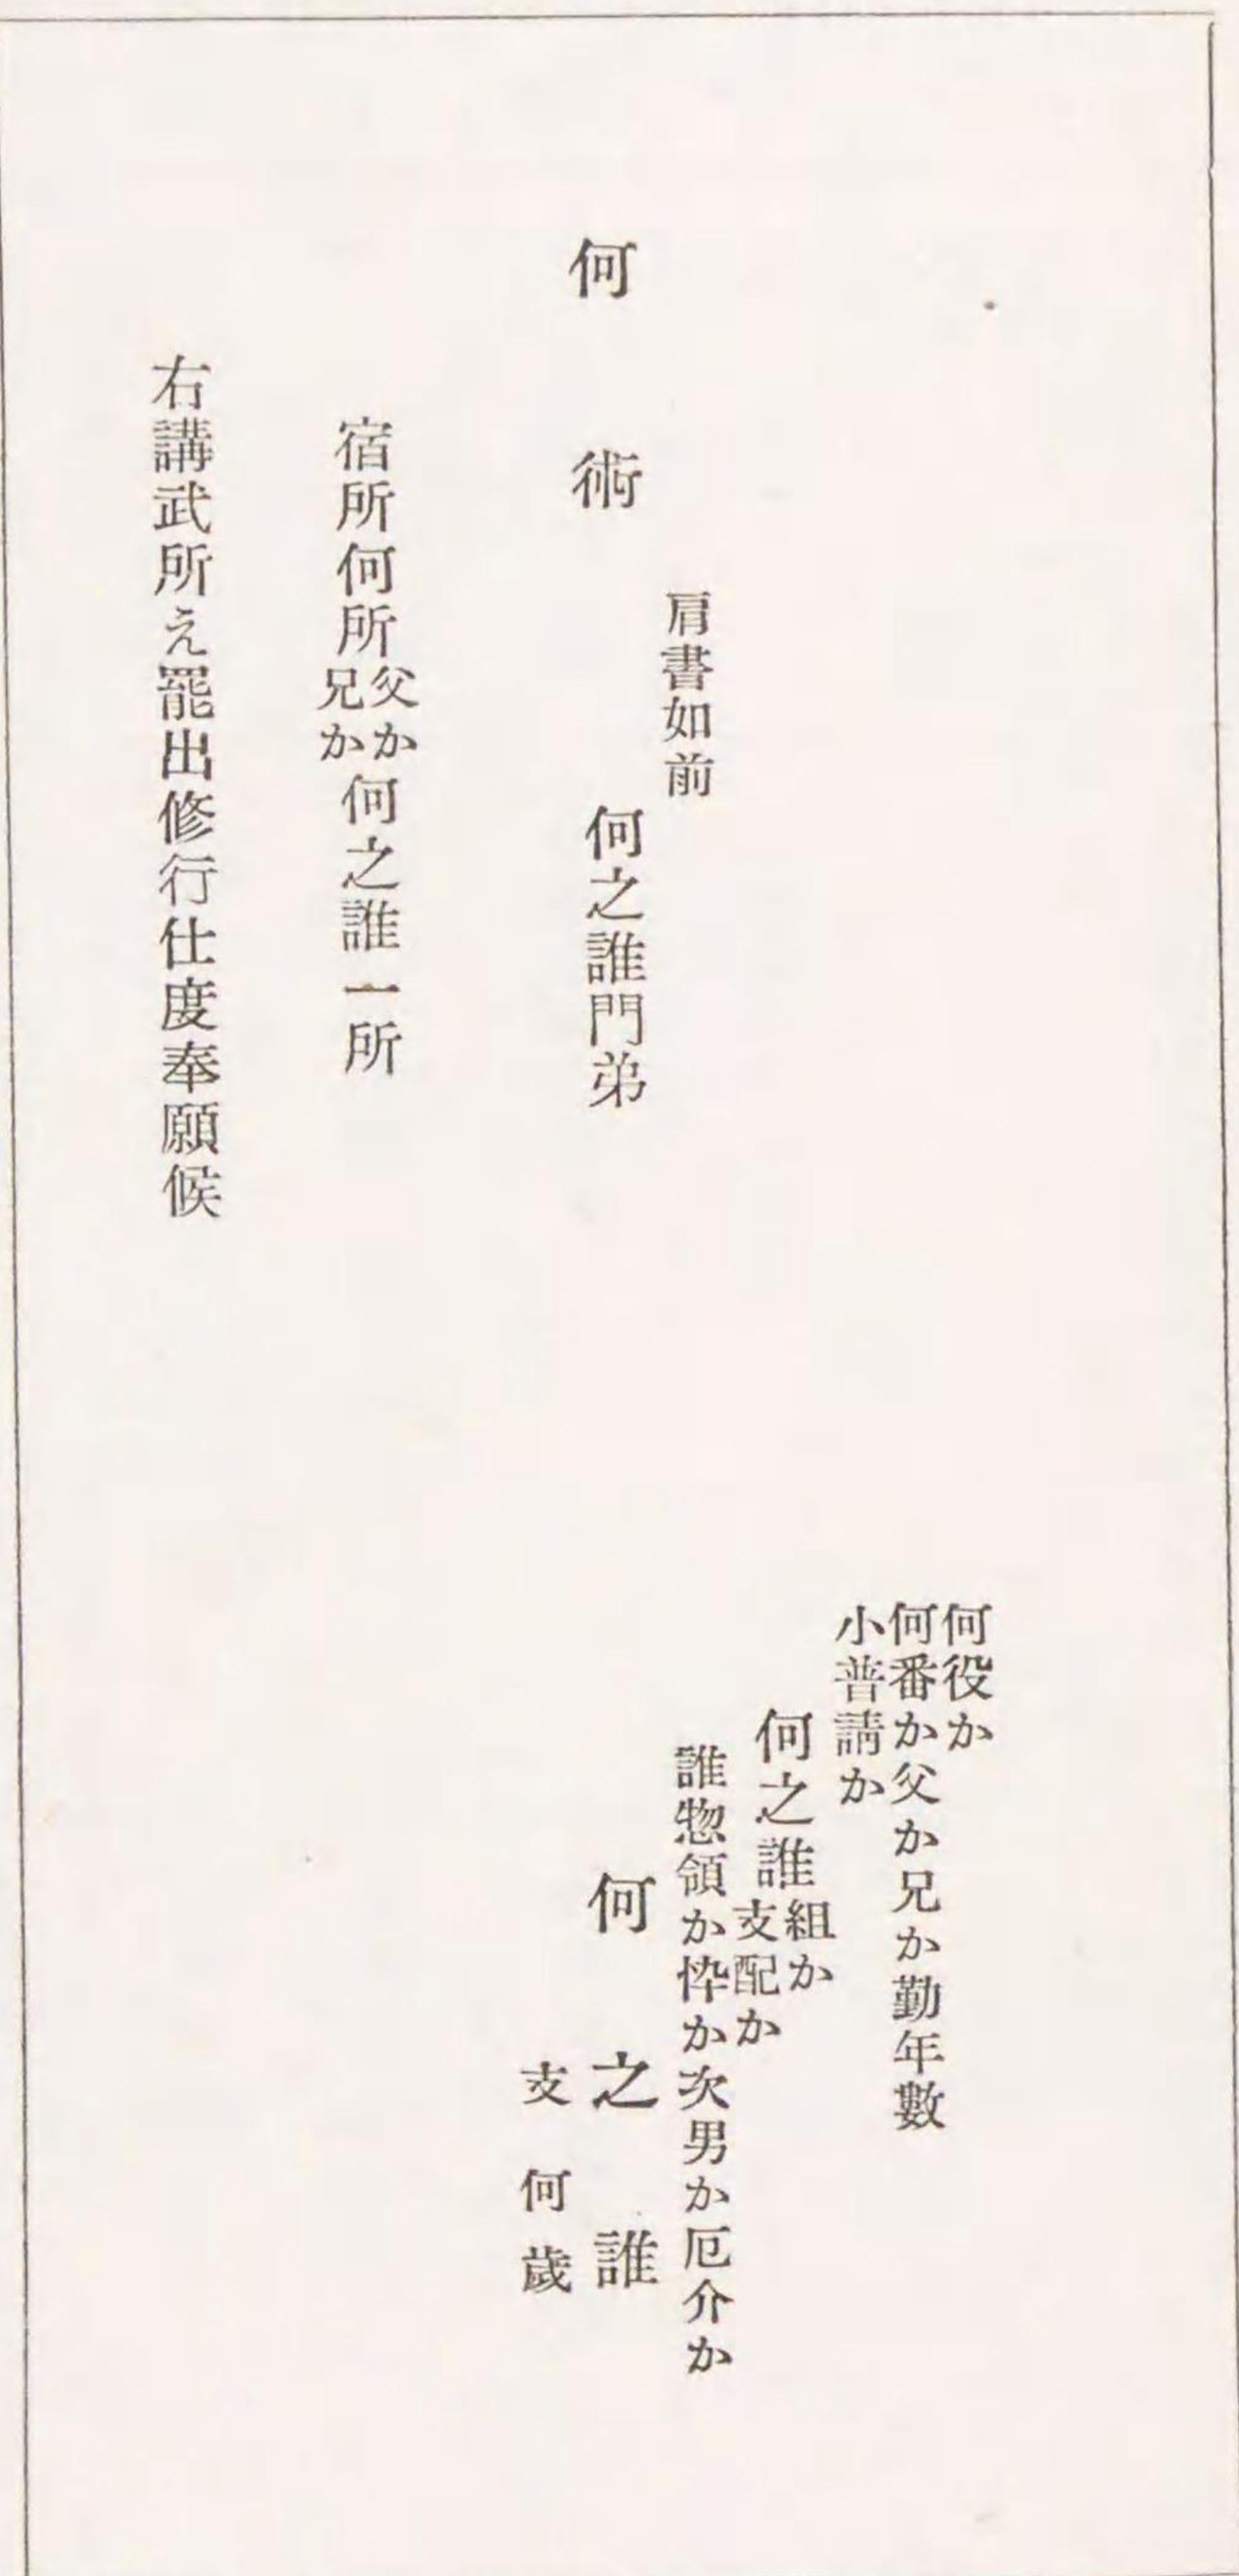 何役か
何番か父か兄か勤年數
小普請か
何之誰組か
支配か
誰惣領か忰か次男か厄介か
肩書如前
何術
何之誰門弟
何之誰
支何歲
宿所何所父か兄か何之誰一所
右講武所え罷出修行仕度奉願候